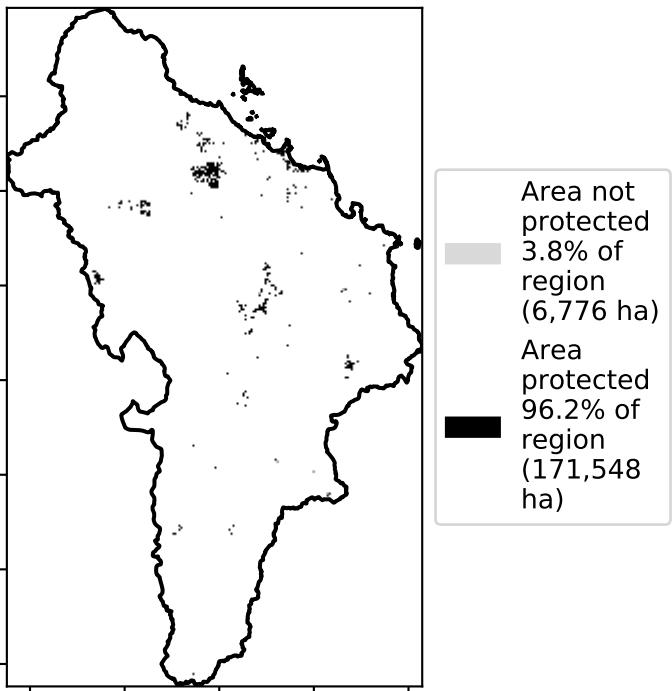 Area not
protected
3.8% of
region
(6,776 ha)
Area
protected
96.2% of
region
(171,548
ha)